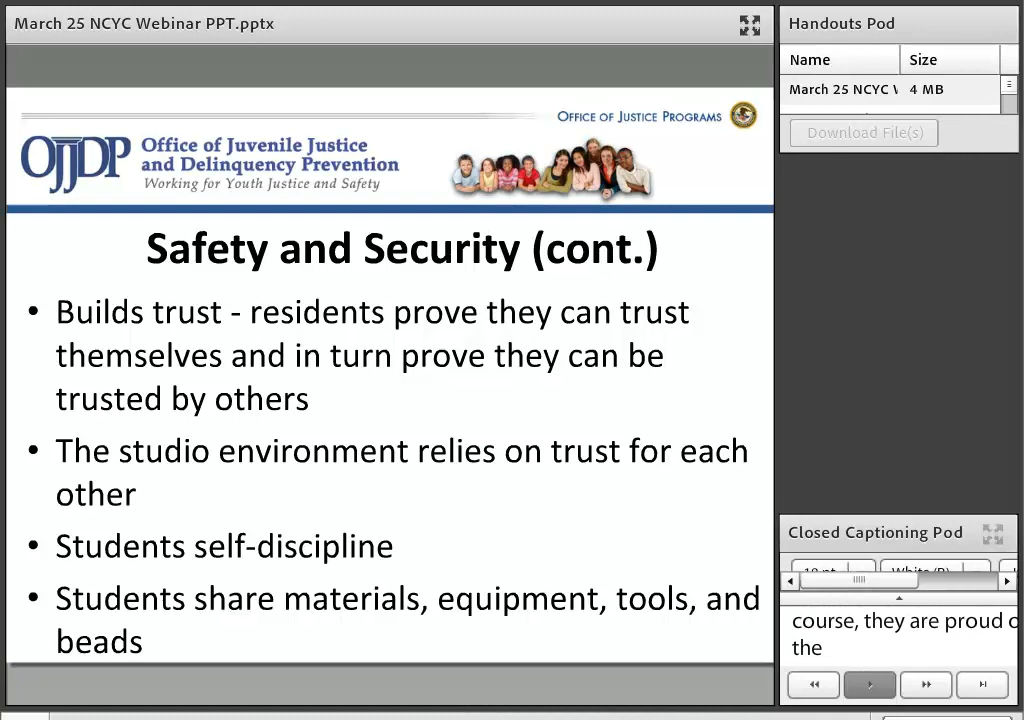 March 25 NCYC Webinar PPT.pptx
OFFICE OF JUSTICE PROGRAMS
OJJDP
Office of Juvenile Justice
and Delinquency Prevention
Working for Youth Justice and Safety
Safety and Security (cont.)
• Builds trust - residents prove they can trust
themselves and in turn prove they can be
trusted by others
• The studio environment relies on trust for each
other
• Students self-discipline
• Students share materials, equipment, tools, and
beads
Handouts Pod
Name Size
March 25 NCYC 4 MB
Download File(s)
Closed Captioning Pod
course, they are proud
the